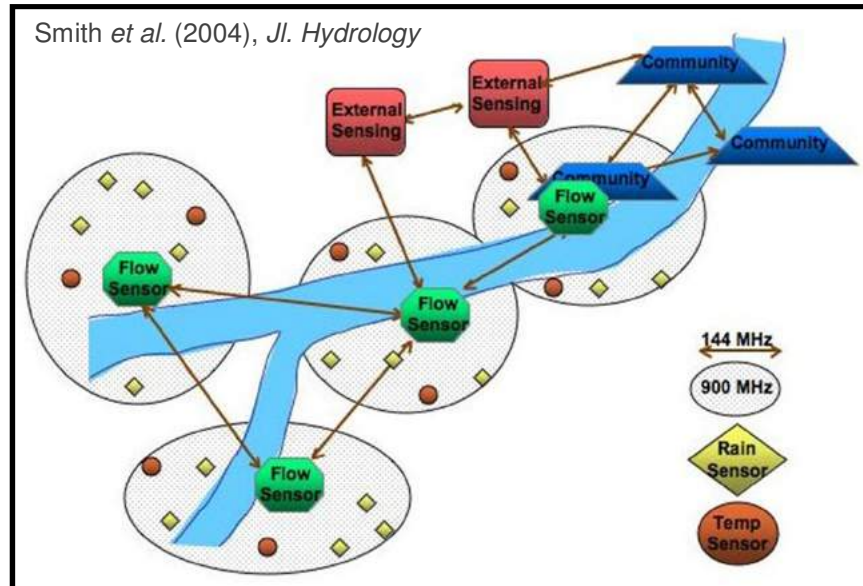 Smith et al. (2004), Jl. Hydrology
Community
External
Sensing
External
Sensing
Community
Community
Flow
Sensor
Flow
Sensor
Flow
Sensor
Flow
Sensor
144 MHz
900 MHz
Rain
Sensor
Temp
Sensor